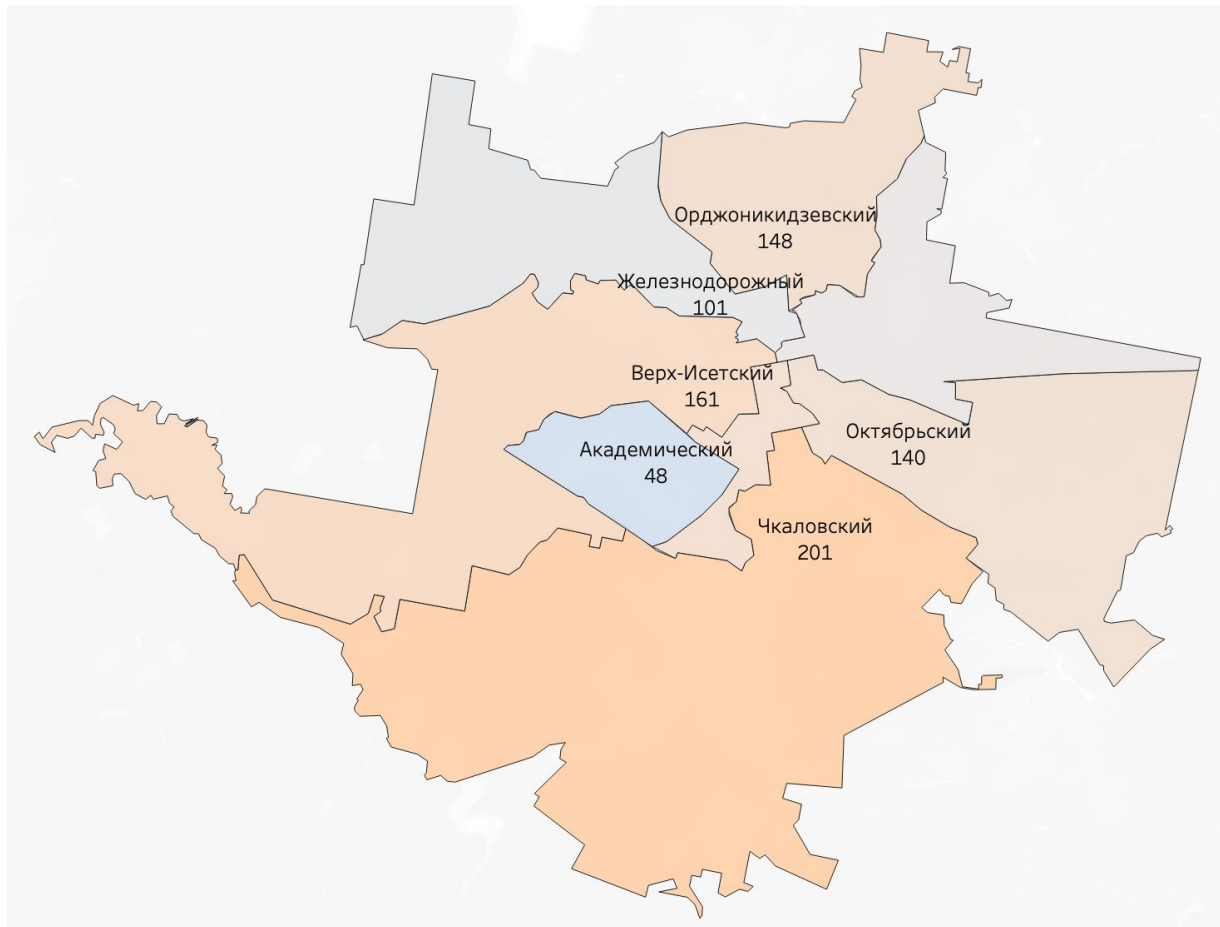 Орджоникидзевский
148
Железнодорожный
101
Верх-Исетский
161
Октябрьский
140
Академический
48
Чкаловский
201